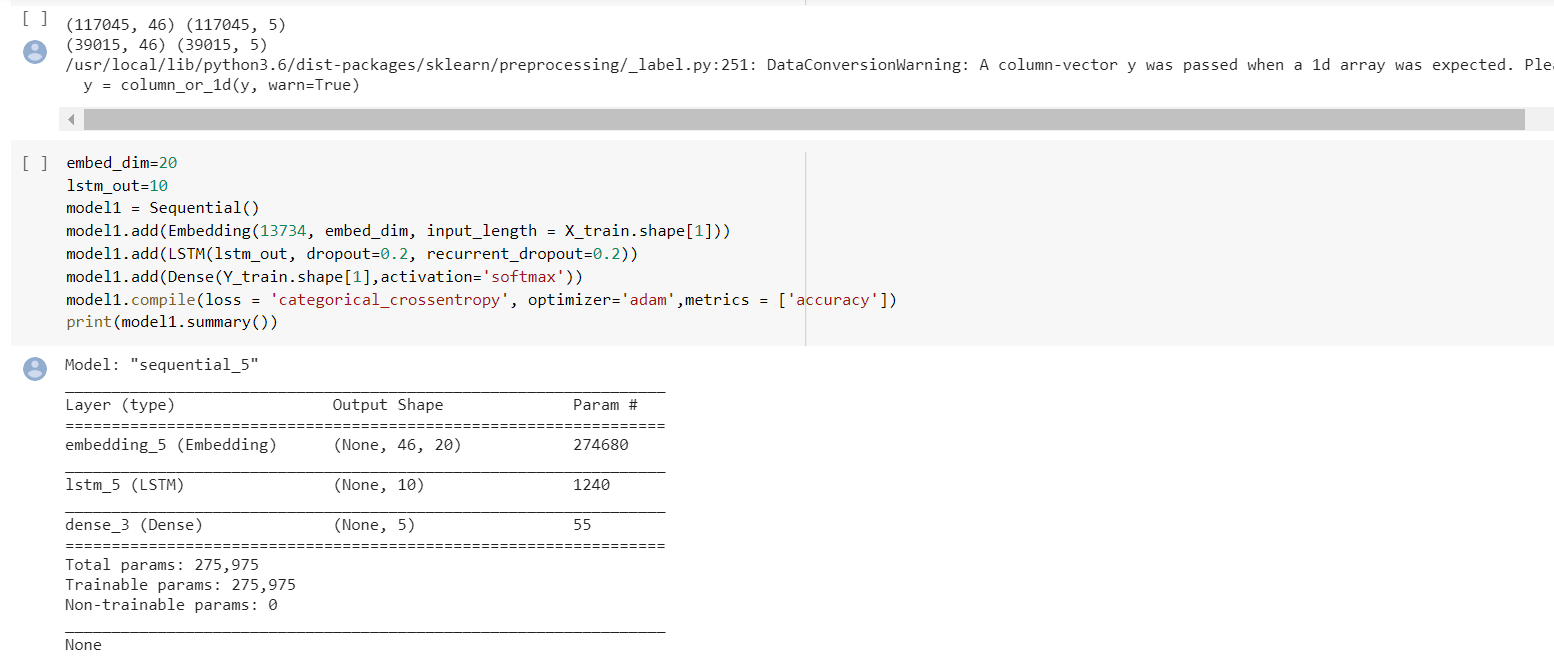 [ ]
(117045, 46) (117045, 5)
(39015, 46) (39015, 5)
/usr/local/lib/python3.6/dist-packages/sklearn/preprocessing/_label.py:251: DataConversionWarning: A column-vector y was passed when a 1d array was expected.
y = column_or_1d(y, warn=True)
[ ] embed_dim=20
lstm_out=10
model1 = Sequential()
model1.add(Embedding(13734, embed_dim, input_length = X_train.shape[1]))
model1.add(LSTM(lstm_out, dropout=0.2, recurrent_dropout=0.2))
model1.add(Dense(Y_train.shape[1],activation='softmax'))
model1.compile(loss = 'categorical_crossentropy', optimizer='adam',metrics = ['accuracy'])
print(model1.summary())
Model: "sequential_5"
_________________________________________________________________
Layer (type)                 Output Shape              Param #
=================================================================
embedding_5 (Embedding)      (None, 46, 20)            274680
_________________________________________________________________
lstm_5 (LSTM)                (None, 10)                1240
_________________________________________________________________
dense_3 (Dense)              (None, 5)                 55
=================================================================
Total params: 275,975
Trainable params: 275,975
Non-trainable params: 0
_________________________________________________________________
None